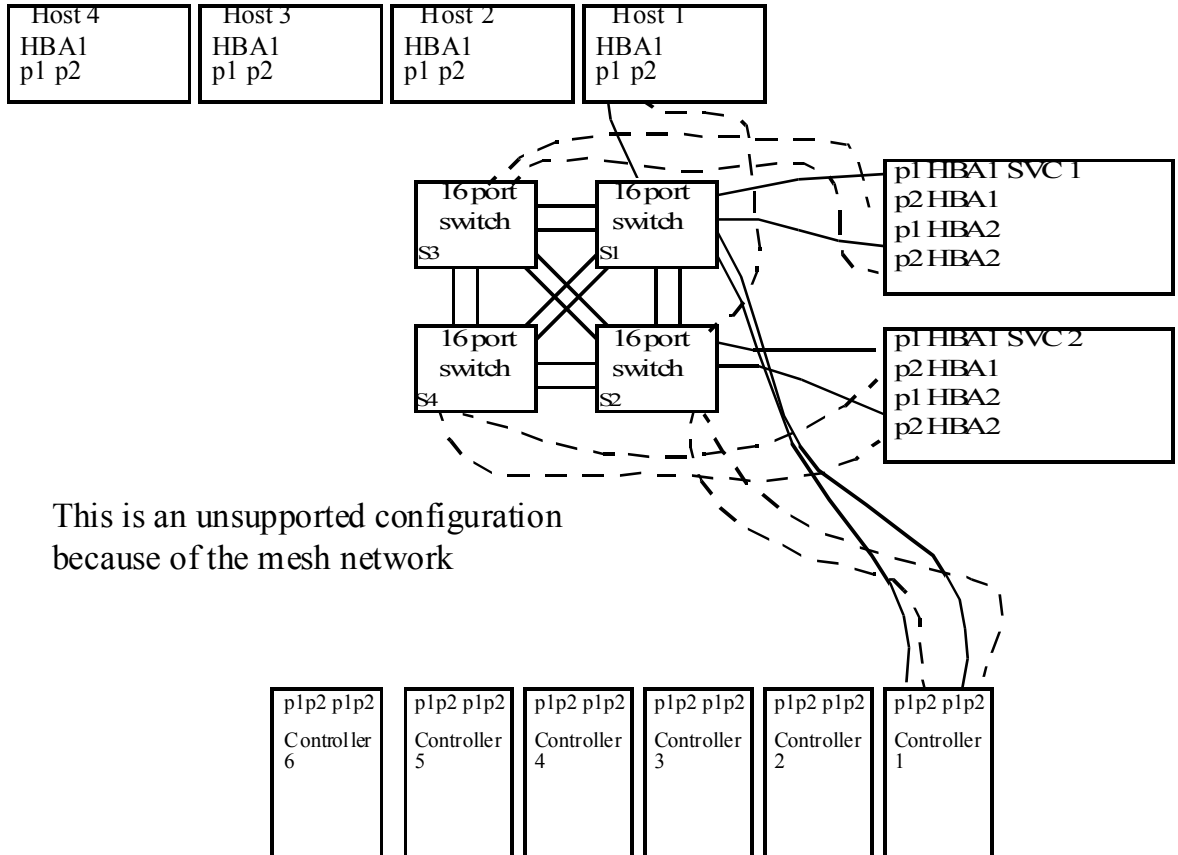 Host 4
HBA1
p1 p2
Host 3
HBA1
p1 p2
Host 2
HBA1
p1 p2
Host 1
HBA1
p1 p2
16 port
switch
S3
16 port
switch
S1
p1 HBA1 SVC 1
p2 HBA1
p1 HBA2
p2 HBA2
16 port
switch
S4
16 port
switch
S2
p1 HBA1 SVC 2
p2 HBA1
p1 HBA2
p2 HBA2
This is an unsupported configuration
because of the mesh network
p1p2 p1p2
Controller
6
p1p2 p1p2
Controller
5
p1p2 p1p2
Controller
4
p1p2 p1p2
Controller
3
p1p2 p1p2
Controller
2
p1p2 p1p2
Controller
1